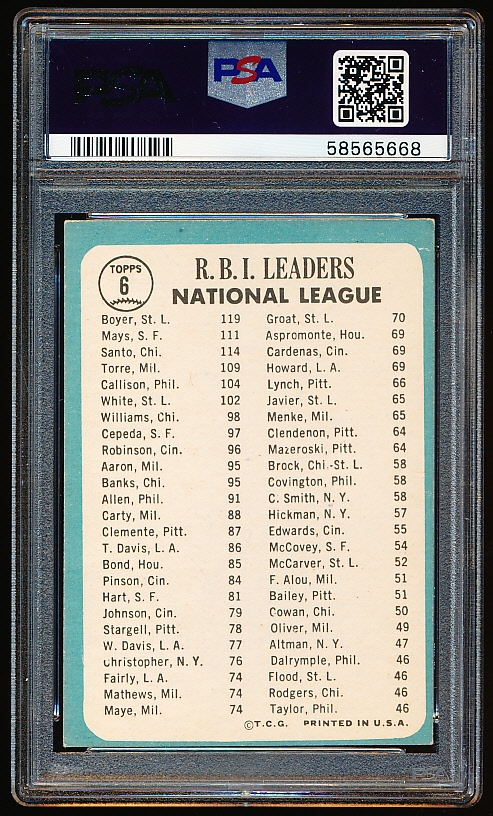 PSA
PSA
58565668
TOPPS
6
R.B.I. LEADERS
NATIONAL LEAGUE
Boyer, St. L. 119 Groat, St. L. 70
Mays, S. F. 111 Aspromonte, Hou. 69
Santo, Chi. 114 Cardenas, Cin. 69
Torre, Mil. 109 Howard, L. A. 69
Callison, Phil. 104 Lynch, Pitt. 66
White, St. L. 102 Javier, St. L. 65
Williams, Chi. 98 Menke, Mil. 65
Cepeda, S. F. 97 Clendenon, Pitt. 64
Robinson, Cin. 96 Mazeroski, Pitt. 64
Aaron, Mil. 95 Brock, Chi.-St. L. 58
Banks, Chi. 95 Covington, Phil. 58
Allen, Phil. 91 C. Smith, N. Y. 58
Carty, Mil. 88 Hickman, N. Y. 57
Clemente, Pitt. 87 Edwards, Cin. 55
T. Davis, L. A. 86 McCovey, S. F. 54
Bond, Hou. 85 McCarver, St. L. 52
Pinson, Cin. 84 F. Alou, Mil. 51
Hart, S. F. 81 Bailey, Pitt. 51
Johnson, Cin. 79 Cowan, Chi. 50
Stargell, Pitt. 78 Oliver, Mil. 49
W. Davis, L. A. 77 Altman, N. Y. 47
Christopher, N. Y. 76 Dalrymple, Phil. 46
Fairly, L. A. 74 Flood, St. L. 46
Mathews, Mil. 74 Rodgers, Chi. 46
Maye, Mil. 74 Taylor, Phil. 46
©T.C.G. PRINTED IN U.S.A.
PSA